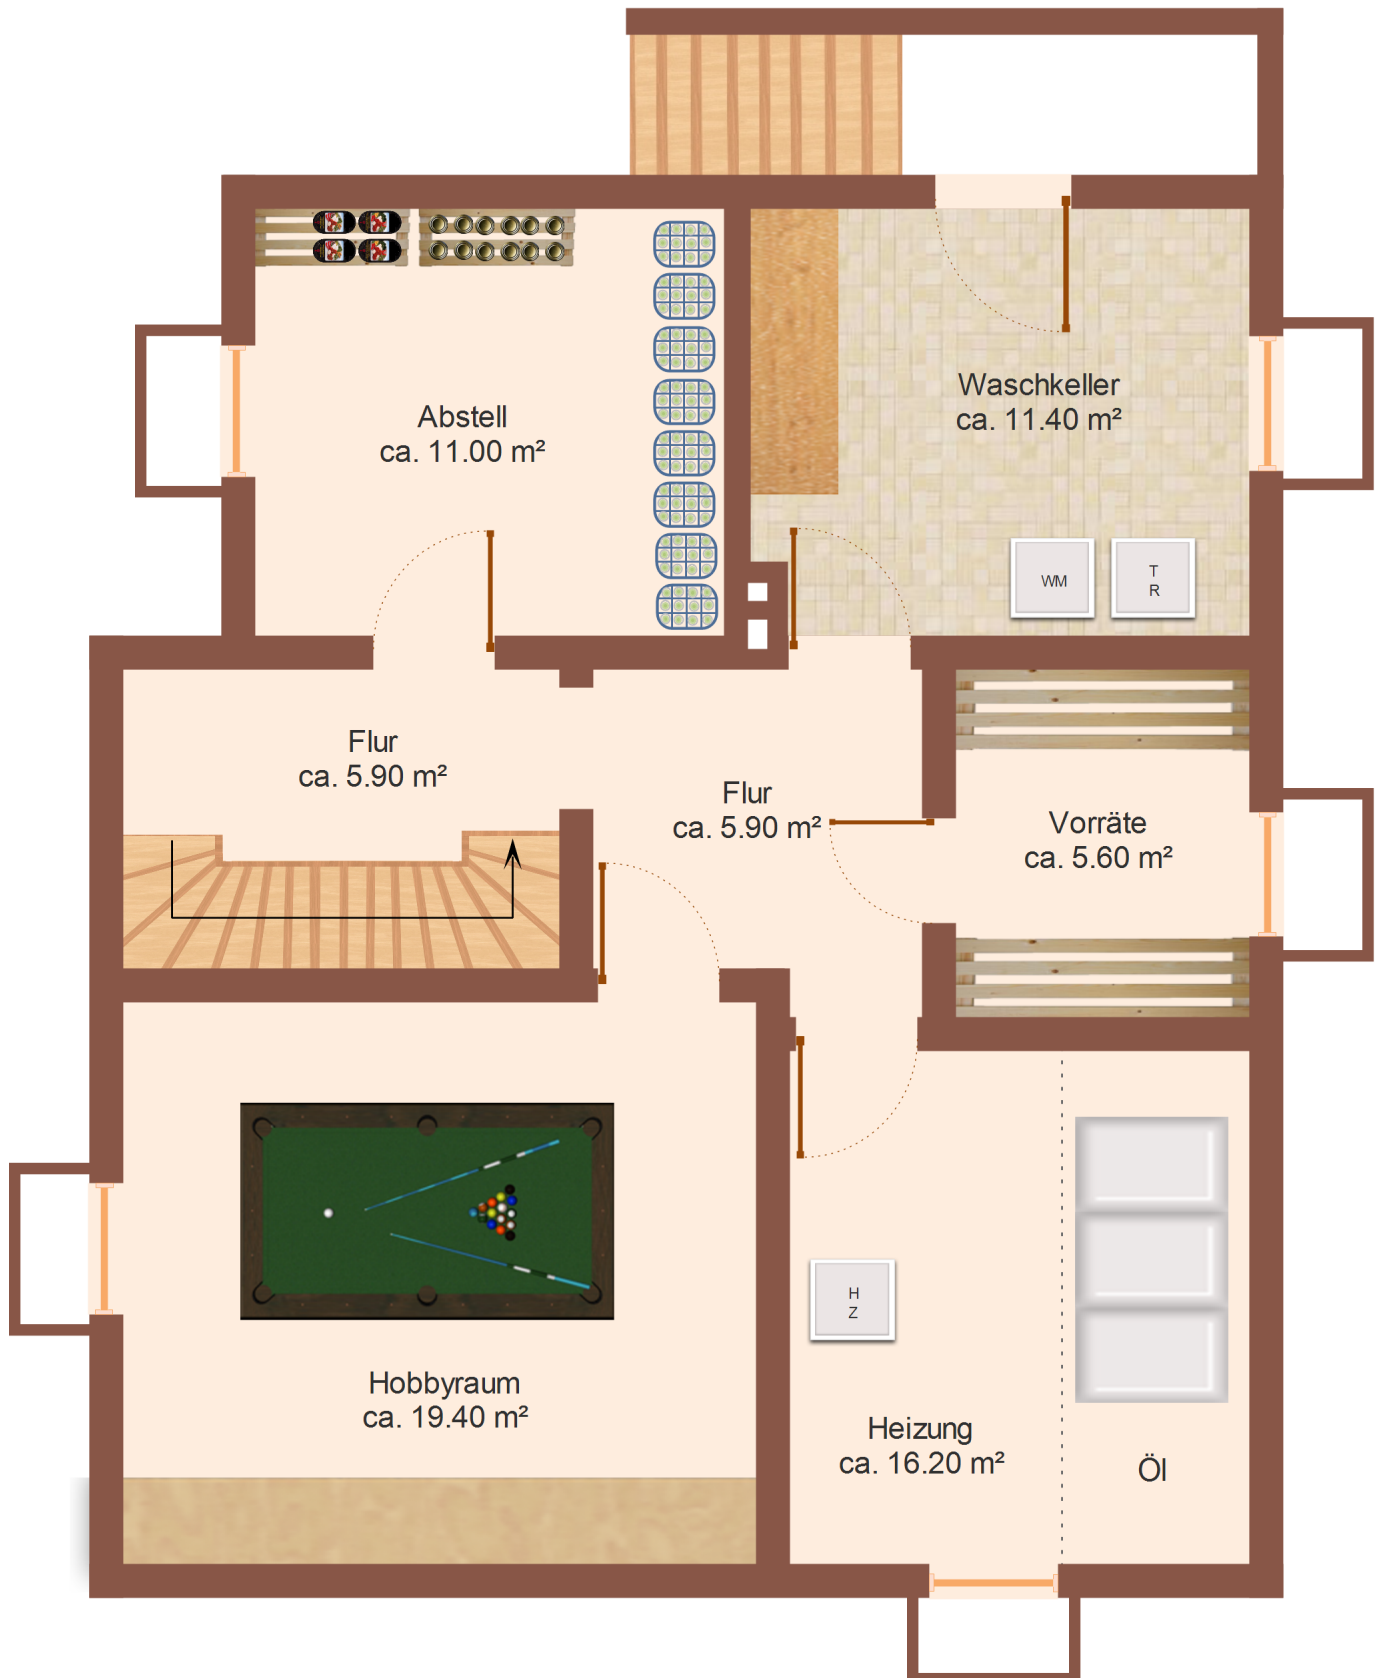 Abstell
ca. 11.00 m²
Waschkeller
ca. 11.40 m²
WM
T
R
Flur
ca. 5.90 m²
Flur
ca. 5.90 m²
Vorräte
ca. 5.60 m²
Hobbyraum
ca. 19.40 m²
H
Z
Heizung
ca. 16.20 m²
Öl